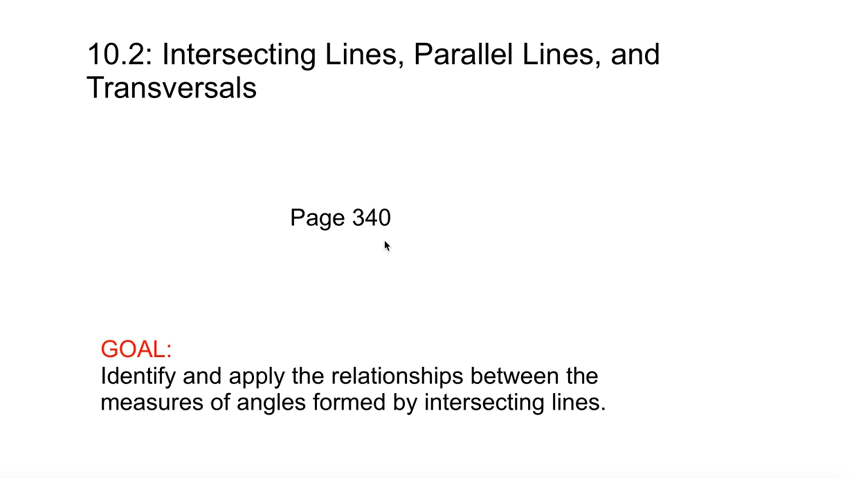 10.2: Intersecting Lines, Parallel Lines, and
Transversals
Page 340
GOAL:
Identify and apply the relationships between the
measures of angles formed by intersecting lines.